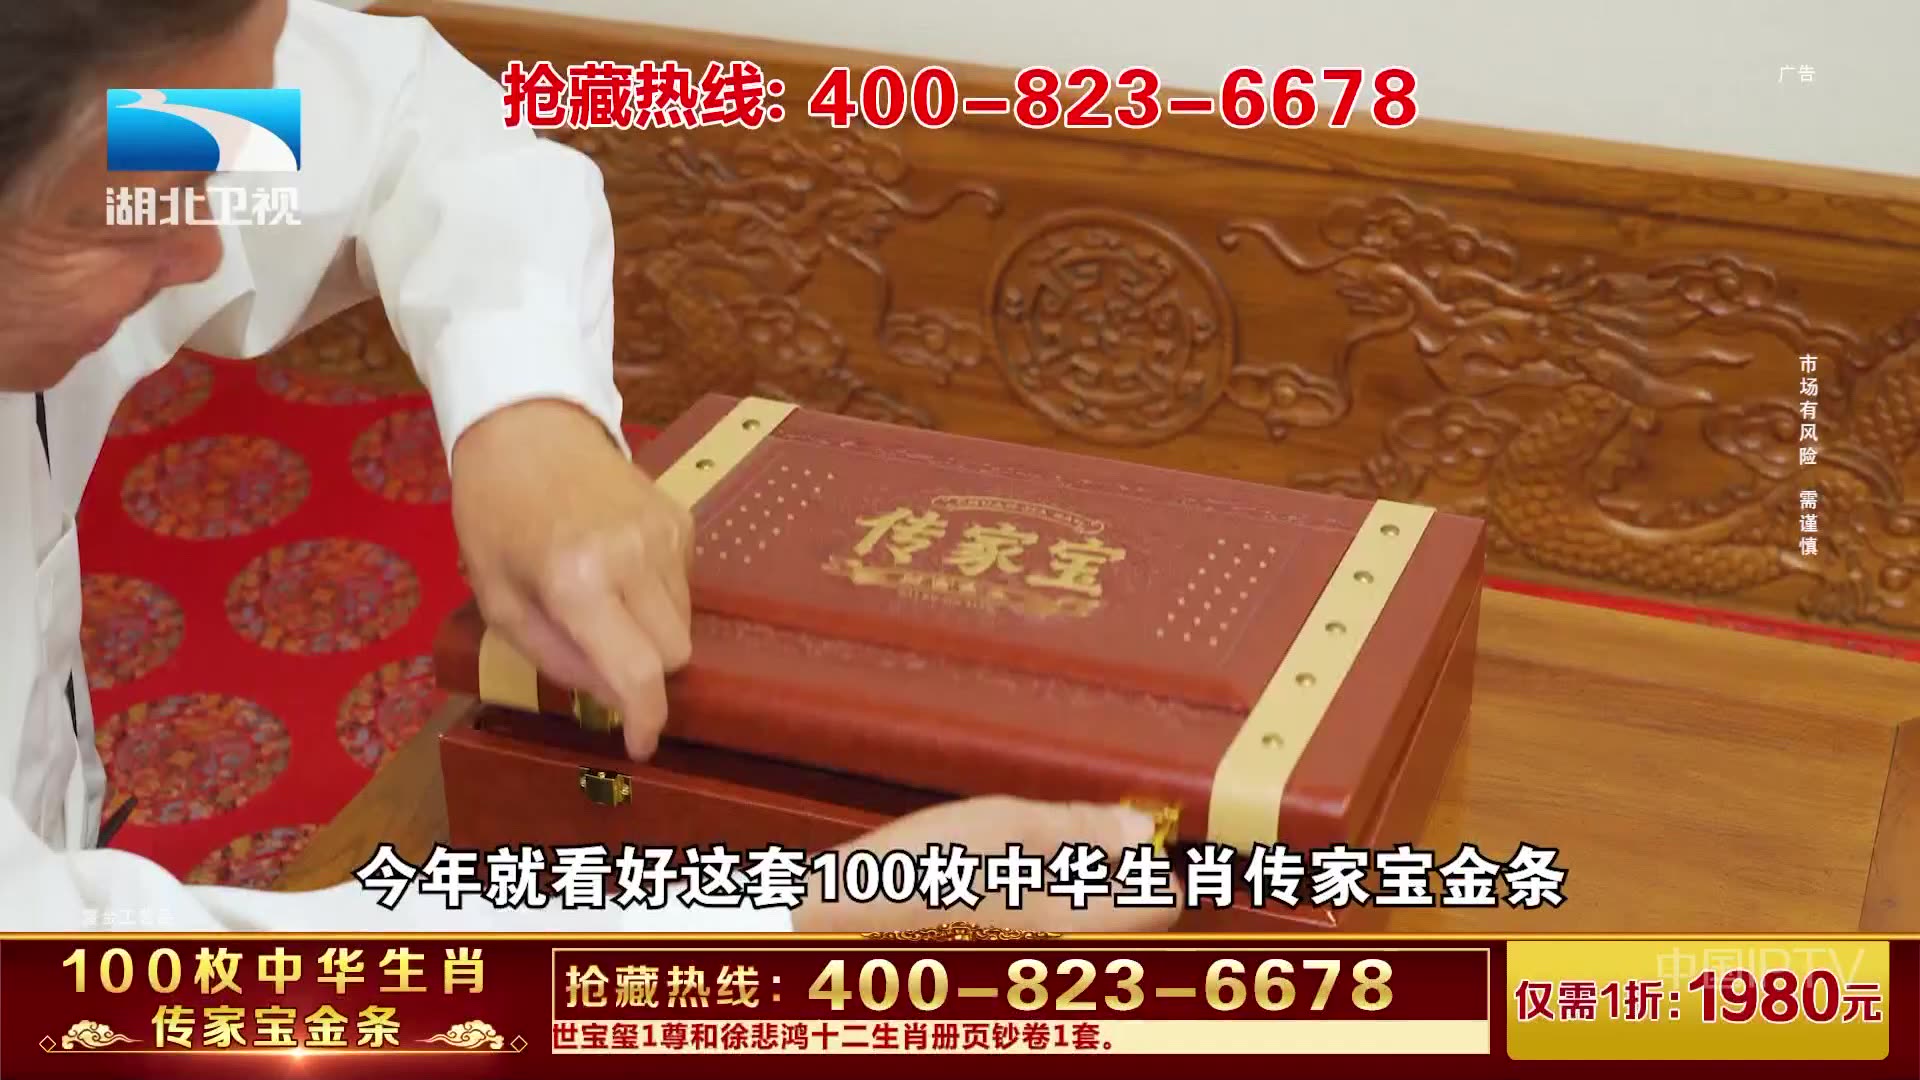 抢藏热线: 400-823-6678
广告
湖北卫视
市场有风险 需谨慎
传家宝
今年就看好这套100枚中华生肖传家宝金条
100枚中华生肖
传家宝金条
抢藏热线: 400-823-6678
世宝玺1尊和徐悲鸿十二生肖册页钞卷1套。
中国IPTV
仅需1折:1980元